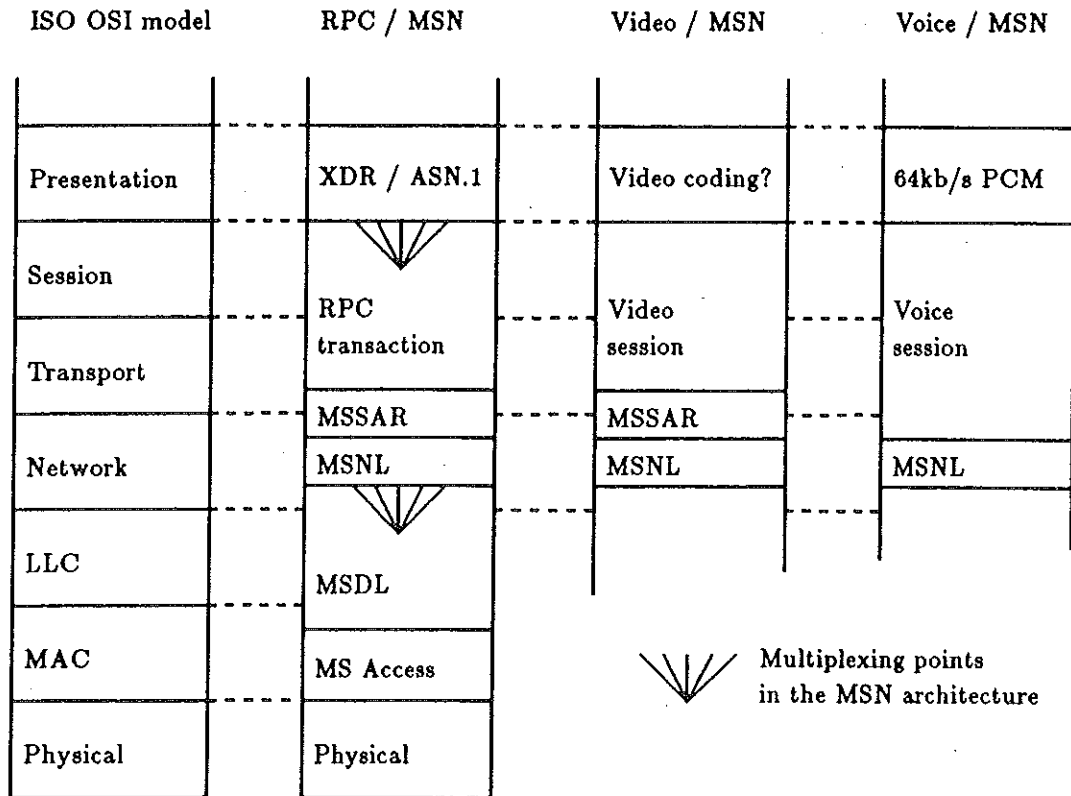 ISO OSI model RPC / MSN Video / MSN Voice / MSN
Presentation XDR / ASN.1 Video coding? 64kb/s PCM
Session
RPC Video Voice
transaction session session
Transport
MSSAR MSSAR
Network MSNL MSNL MSNL
LLC
MSDL
MAC MS Access
Multiplexing points
in the MSN architecture
Physical Physical